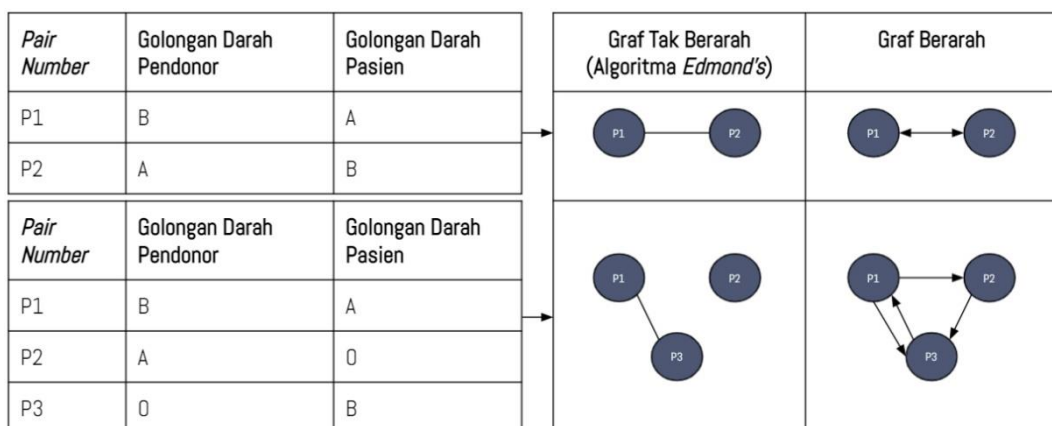 Pair Number
Golongan Darah Pendonor
Golongan Darah Pasien
P1
B
A
P2
A
B
Pair Number
Golongan Darah Pendonor
Golongan Darah Pasien
P1
B
A
P2
A
O
P3
O
B
Graf Tak Berarah
(Algoritma Edmond's)
Graf Berarah
P1
P2
P1
P2
P1
P2
P3
P1
P2
P3